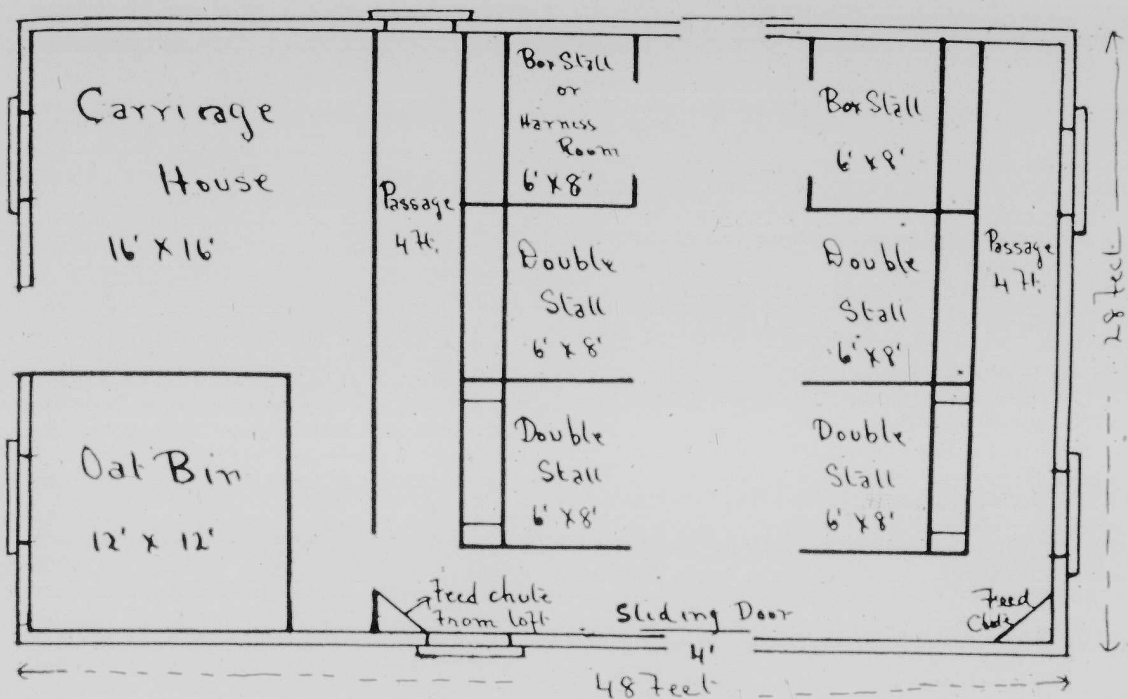 Carrirage
House
16' X 16'
Passage
4 ft.
Box Stall
or
Harness
Room
6' X 8'
Box Stall
6' X 8'
Double
Stall
6' X 8'
Double
Stall
6' X 8'
Passage
4 ft.
28 Feet
Oat Bin
12' X 12'
Double
Stall
6' X 8'
Double
Stall
6' X 8'
Feed chute
From loft
Sliding Door
4'
Feed
Chute
48 Feet